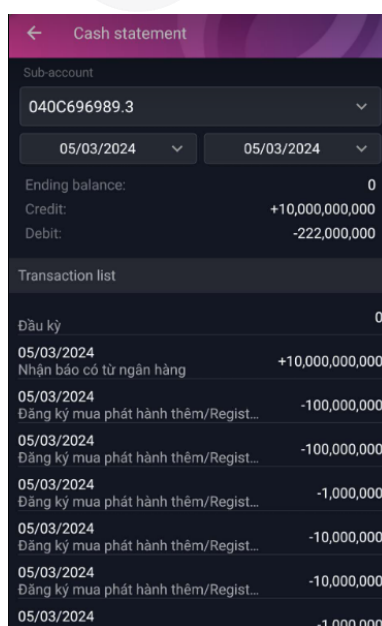 Cash statement
Sub-account
040C696989.3
05/03/2024 05/03/2024
Ending balance: 0
Credit: +10,000,000,000
Debit: -222,000,000
Transaction list
Đầu kỳ 0
05/03/2024
Nhận báo có từ ngân hàng +10,000,000,000
05/03/2024
Đăng ký mua phát hành thêm/Regist... -100,000,000
05/03/2024
Đăng ký mua phát hành thêm/Regist... -100,000,000
05/03/2024
Đăng ký mua phát hành thêm/Regist... -1,000,000
05/03/2024
Đăng ký mua phát hành thêm/Regist... -10,000,000
05/03/2024
Đăng ký mua phát hành thêm/Regist... -10,000,000
05/03/2024
-1,000,000